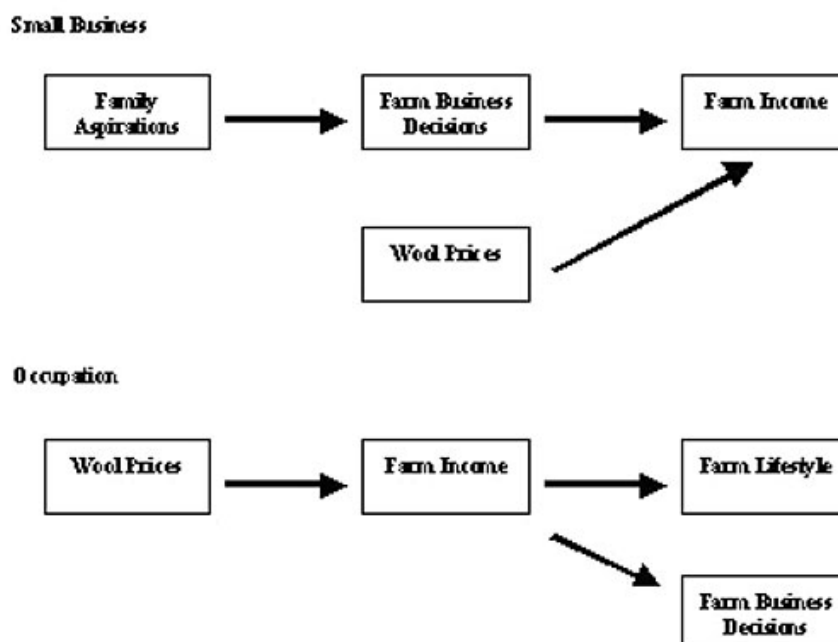 Small Business
Family
Aspirations
Farm Business
Decisions
Farm Income
Wool Prices
Occupation
Wool Prices
Farm Income
Farm Lifestyle
Farm Business
Decisions